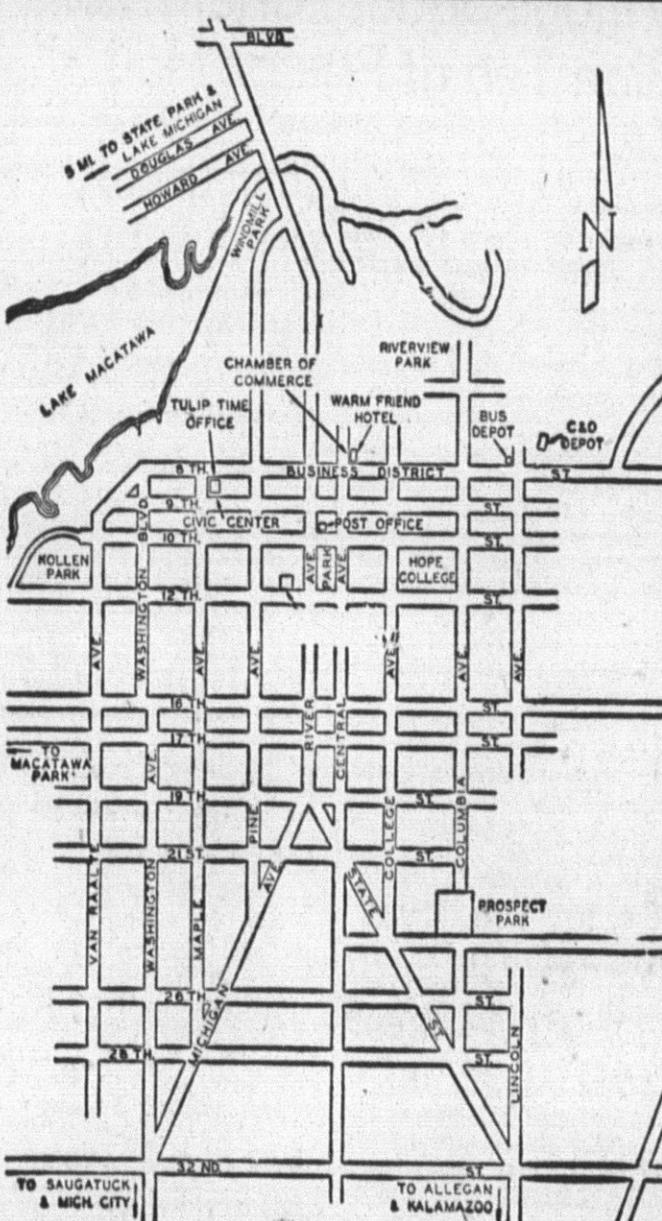 BLVD
5 MI. TO STATE PARK &
LAKE MICHIGAN
DOUGLAS AVE.
HOWARD AVE.
WINDMILL
PARK
LAKE MACATAWA
RIVERVIEW
PARK
CHAMBER OF
COMMERCE
WARM FRIEND
HOTEL
TULIP TIME
OFFICE
BUS
DEPOT
C&O
DEPOT
8 TH.
BUSINESS DISTRICT
ST.
9 TH.
ST.
CIVIC CENTER
POST OFFICE
10 TH.
ST.
KOLLEN
PARK
WASHINGTON BLVD.
AVE
PARK
AVE
HOPE
COLLEGE
12 TH.
ST.
AVE.
AVE.
AVE
AVE
AVE
AVE
16 TH
ST.
RIVER
CENTRAL
17 TH
ST.
TO
MACATAWA
PARK
AVE
19 TH
ST.
PINE
COLLEGE
COLUMBIA
21 ST.
ST.
VAN RAALTE
WASHINGTON
MAPLE
MICHIGAN AVE
STATE ST
PROSPECT
PARK
26 TH.
ST.
28 TH.
ST.
LINCOLN
32 ND.
ST.
TO SAUGATUCK
& MICH. CITY
TO ALLEGAN
& KALAMAZOO